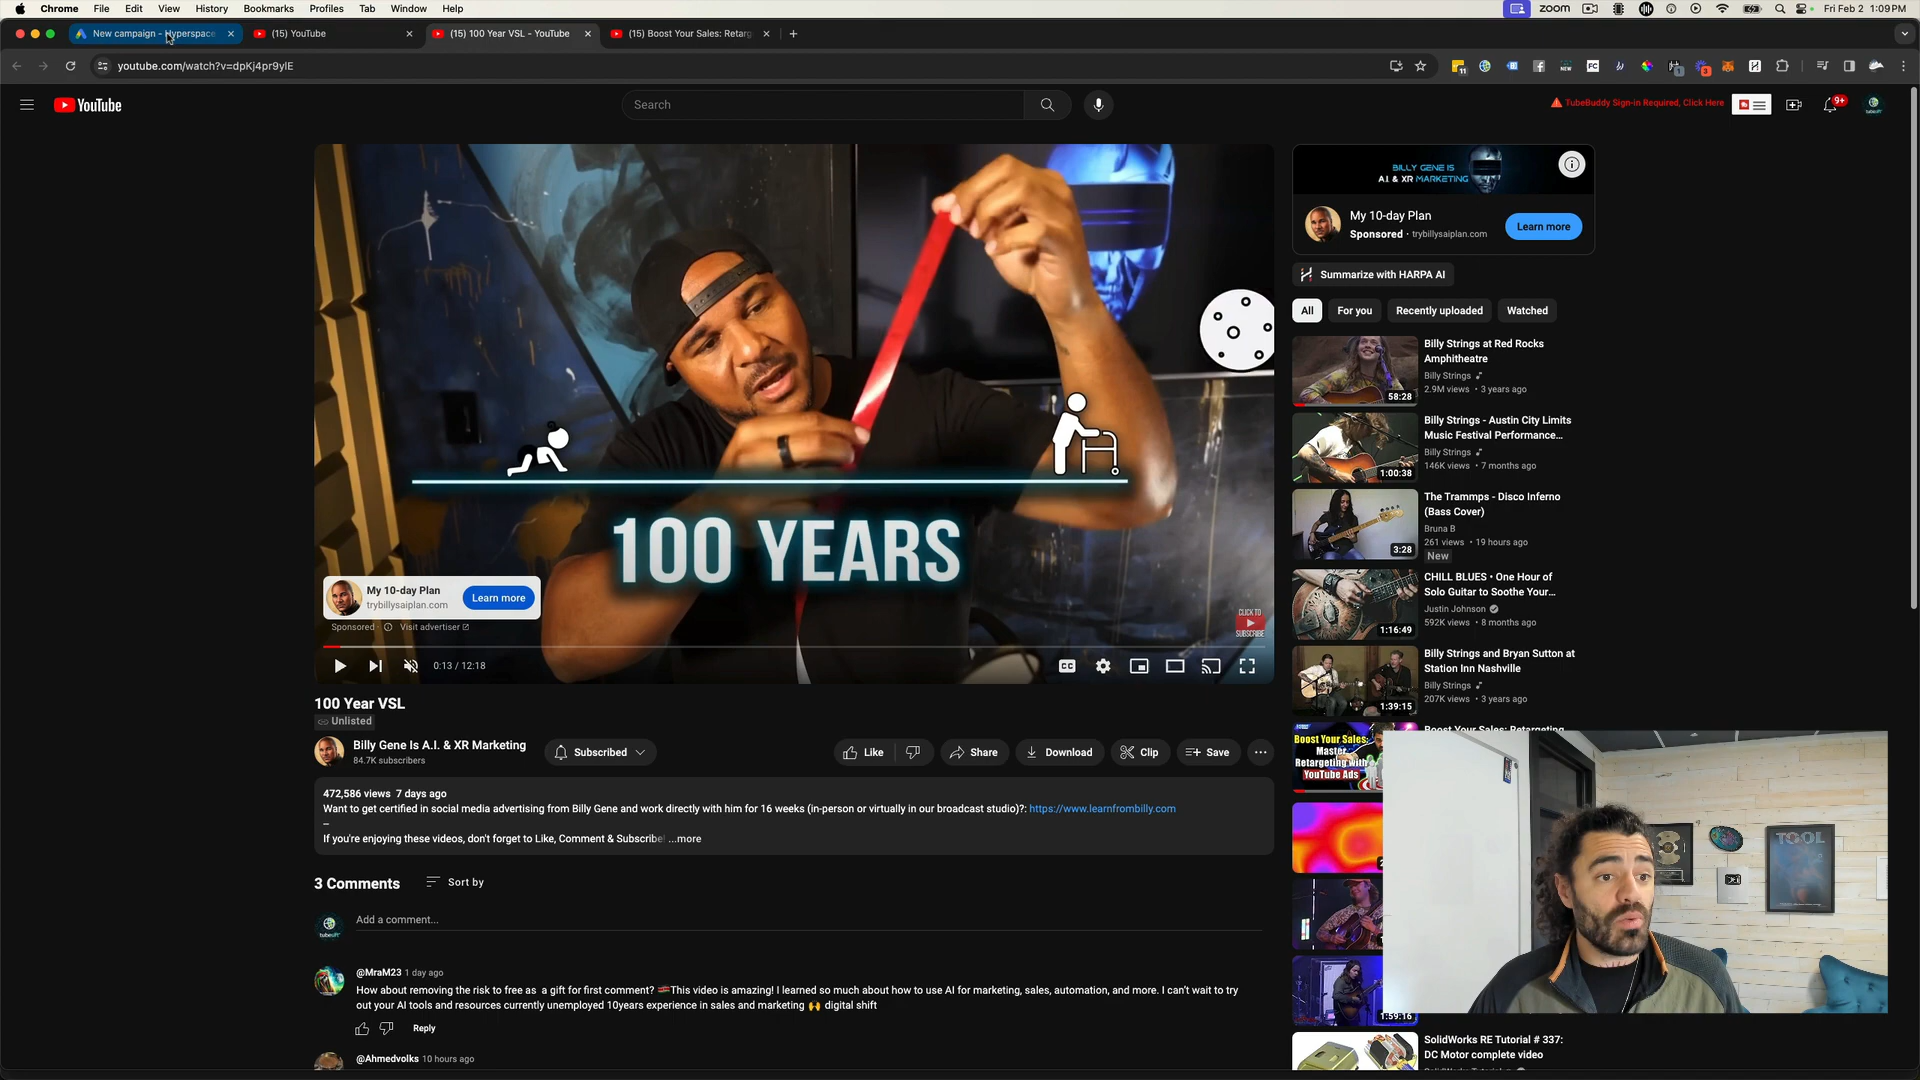 Chrome File Edit View History Bookmarks Profiles Tab Window Help
zoom Fri Feb 2 1:09 PM
New campaign - Hyperspace
(15) YouTube
(15) 100 Year VSL - YouTube
(15) Boost Your Sales: Retarg
youtube.com/watch?v=dpKj4pr9ylE
YouTube
Search
TubeBuddy Sign-in Required, Click Here
9+
100 YEARS
My 10-day Plan
trybillysaiplan.com
Learn more
Sponsored · Visit advertiser
CLICK TO
SUBSCRIBE
0:13 / 12:18
CC
100 Year VSL
Unlisted
Billy Gene Is A.I. & XR Marketing
84.7K subscribers
Subscribed
Like
Share
Download
Clip
Save
472,586 views 7 days ago
Want to get certified in social media advertising from Billy Gene and work directly with him for 16 weeks (in-person or virtually in our broadcast studio)?: https://www.learnfrombilly.com
–
If you're enjoying these videos, don't forget to Like, Comment & Subscribe! ...more
3 Comments
Sort by
Add a comment...
@MraM23 1 day ago
How about removing the risk to free as a gift for first comment? This video is amazing! I learned so much about how to use AI for marketing, sales, automation, and more. I can't wait to try
out your AI tools and resources currently unemployed 10years experience in sales and marketing 🙌 digital shift
Reply
@Ahmedvolks 10 hours ago
BILLY GENE IS
A.I. & XR MARKETING
My 10-day Plan
Sponsored · trybillysaiplan.com
Learn more
Summarize with HARPA AI
All
For you
Recently uploaded
Watched
Billy Strings at Red Rocks
Amphitheatre
Billy Strings
2.9M views • 3 years ago
58:28
Billy Strings - Austin City Limits
Music Festival Performance...
Billy Strings
146K views • 7 months ago
1:00:38
The Trammps - Disco Inferno
(Bass Cover)
Bruna B
261 views • 19 hours ago
New
3:28
CHILL BLUES • One Hour of
Solo Guitar to Soothe Your...
Justin Johnson
592K views • 8 months ago
1:16:49
Billy Strings and Bryan Sutton at
Station Inn Nashville
Billy Strings
207K views • 3 years ago
1:39:15
Boost Your Sales: Retargeting
Boost Your Sales:
Master
Retargeting with
YouTube Ads
TOOL
1:59:16
SolidWorks RE Tutorial # 337:
DC Motor complete video